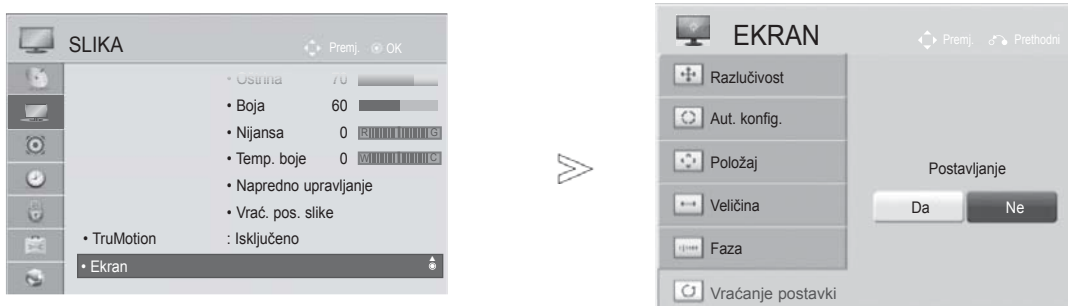 SLIKA
Premj. OK
• Oštrina 70
• Boja 60
• Nijansa 0 R G
• Temp. boje 0 W C
• Napredno upravljanje
• Vrać. pos. slike
• TruMotion : Isključeno
• Ekran
EKRAN
Premj. Prethodni
Razlučivost
Aut. konfig.
Položaj
Veličina
Faza
Vraćanje postavki
Postavljanje
Da Ne